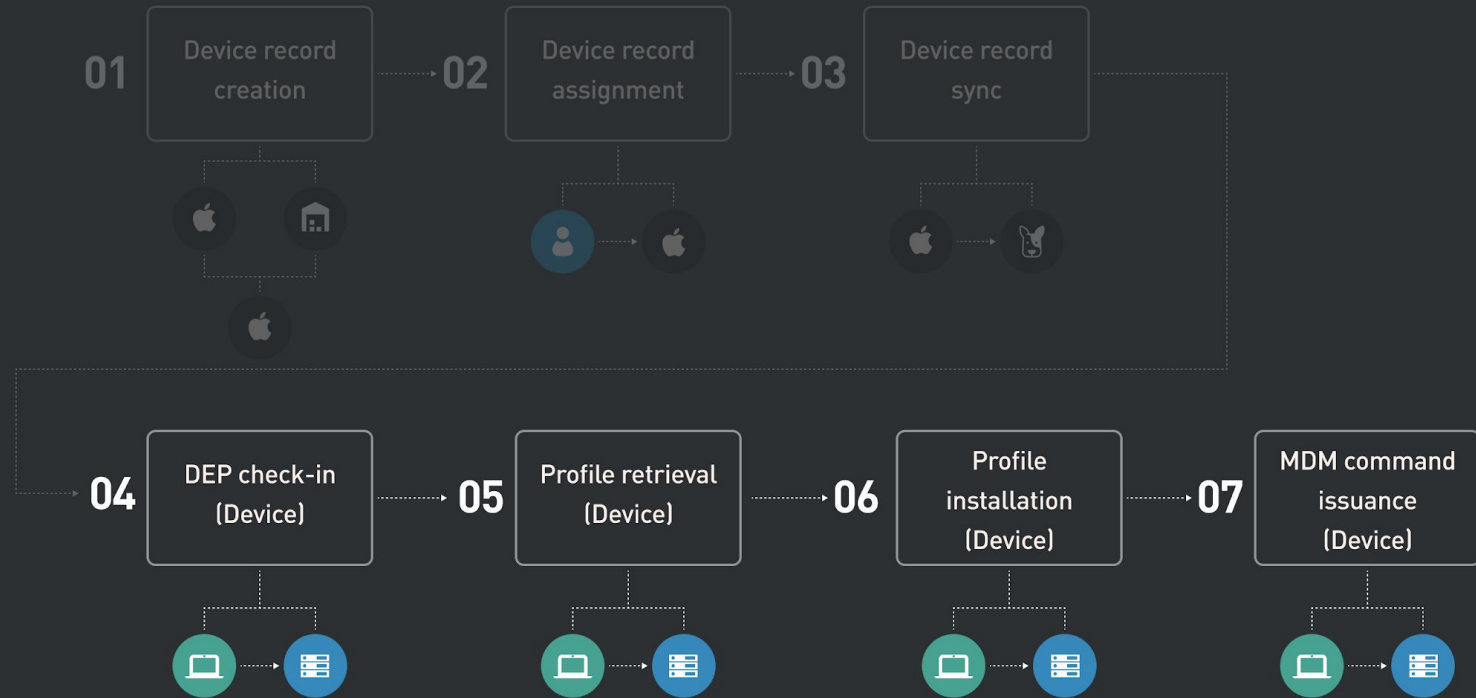 01
Device record
creation
02
Device record
assignment
03
Device record
sync
04
DEP check-in
(Device)
05
Profile retrieval
(Device)
06
Profile
installation
(Device)
07
MDM command
issuance
(Device)